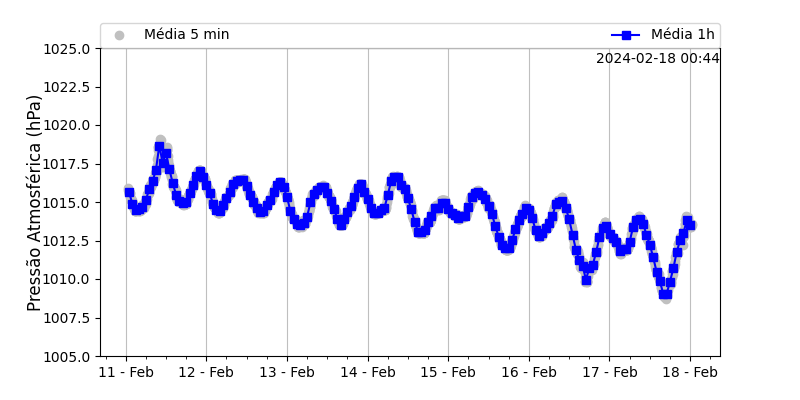 Média 5 min
Média 1h
2024-02-18 00:44
Pressão Atmosférica (hPa)
1025.0
1022.5
1020.0
1017.5
1015.0
1012.5
1010.0
1007.5
1005.0
11 - Feb
12 - Feb
13 - Feb
14 - Feb
15 - Feb
16 - Feb
17 - Feb
18 - Feb